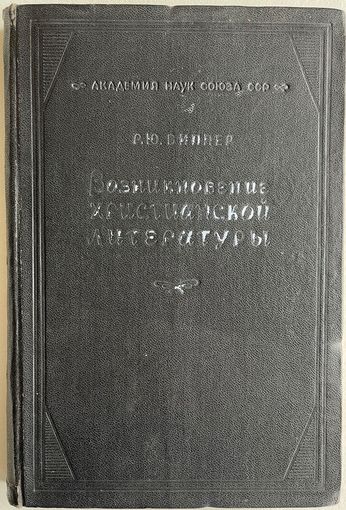 АКАДЕМИЯ НАУК СОЮЗА ССР
Р.Ю. ВИППЕР
Возникновение
ХРИСТИАНСКОЙ
ЛИТЕРАТУРЫ